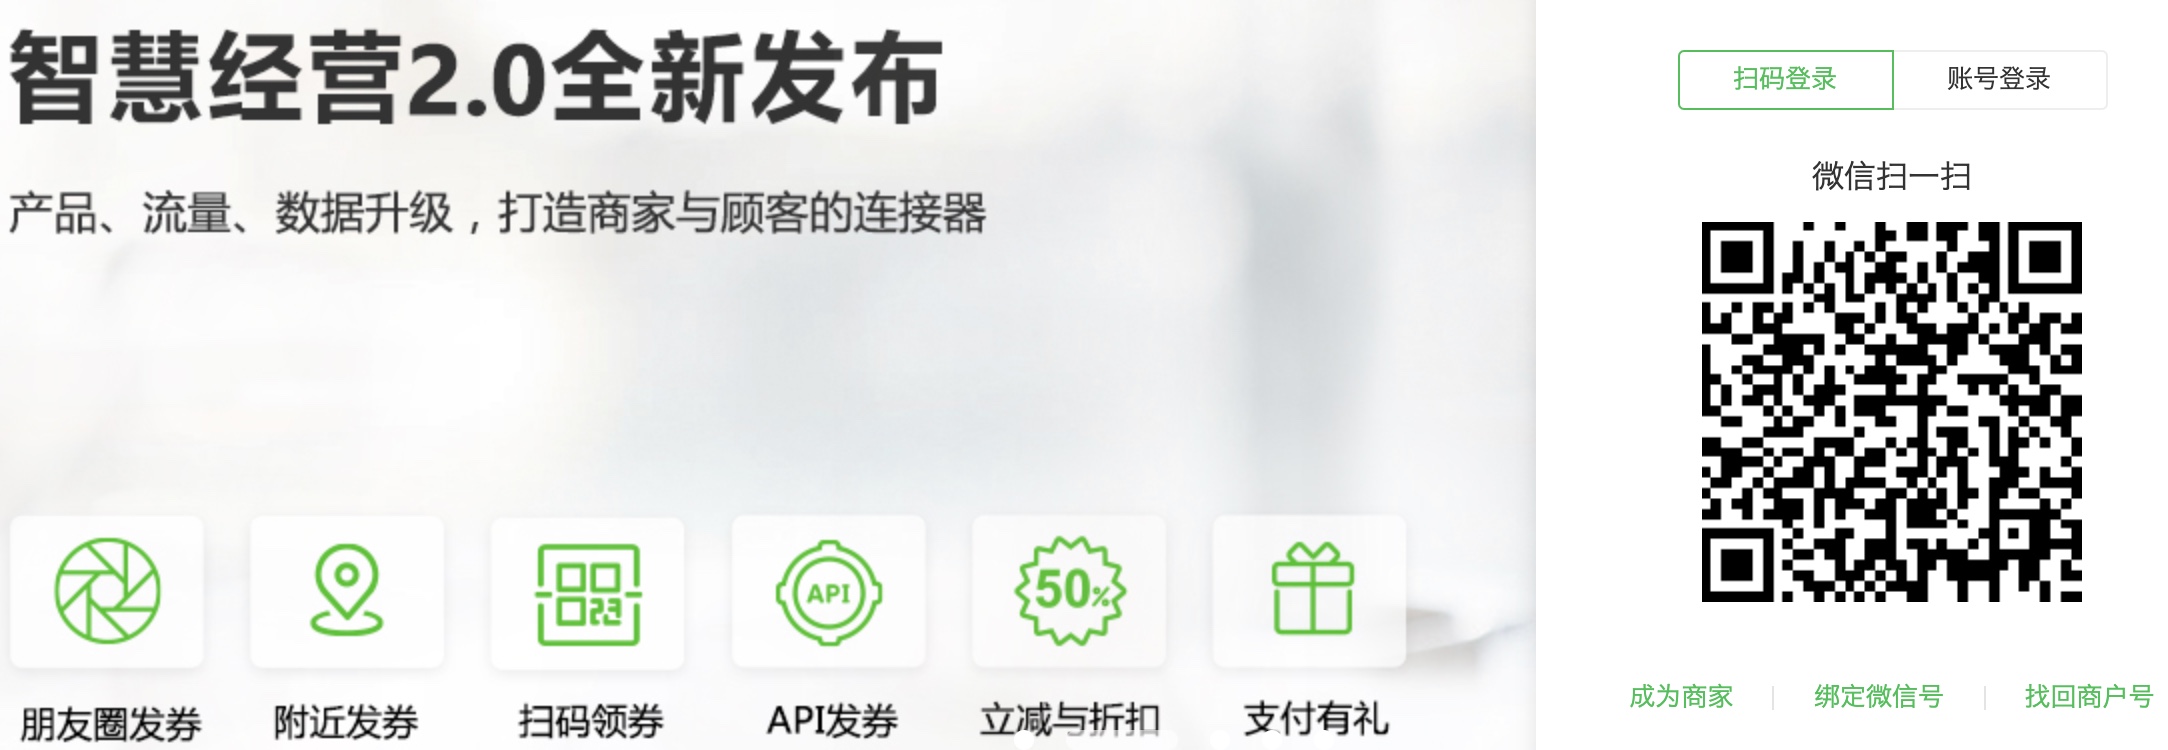 智慧经营2.0全新发布
产品、流量、数据升级，打造商家与顾客的连接器
API
50%
朋友圈发券
附近发券
扫码领券
API发券
立减与折扣
支付有礼
扫码登录
账号登录
微信扫一扫
成为商家
绑定微信号
找回商户号